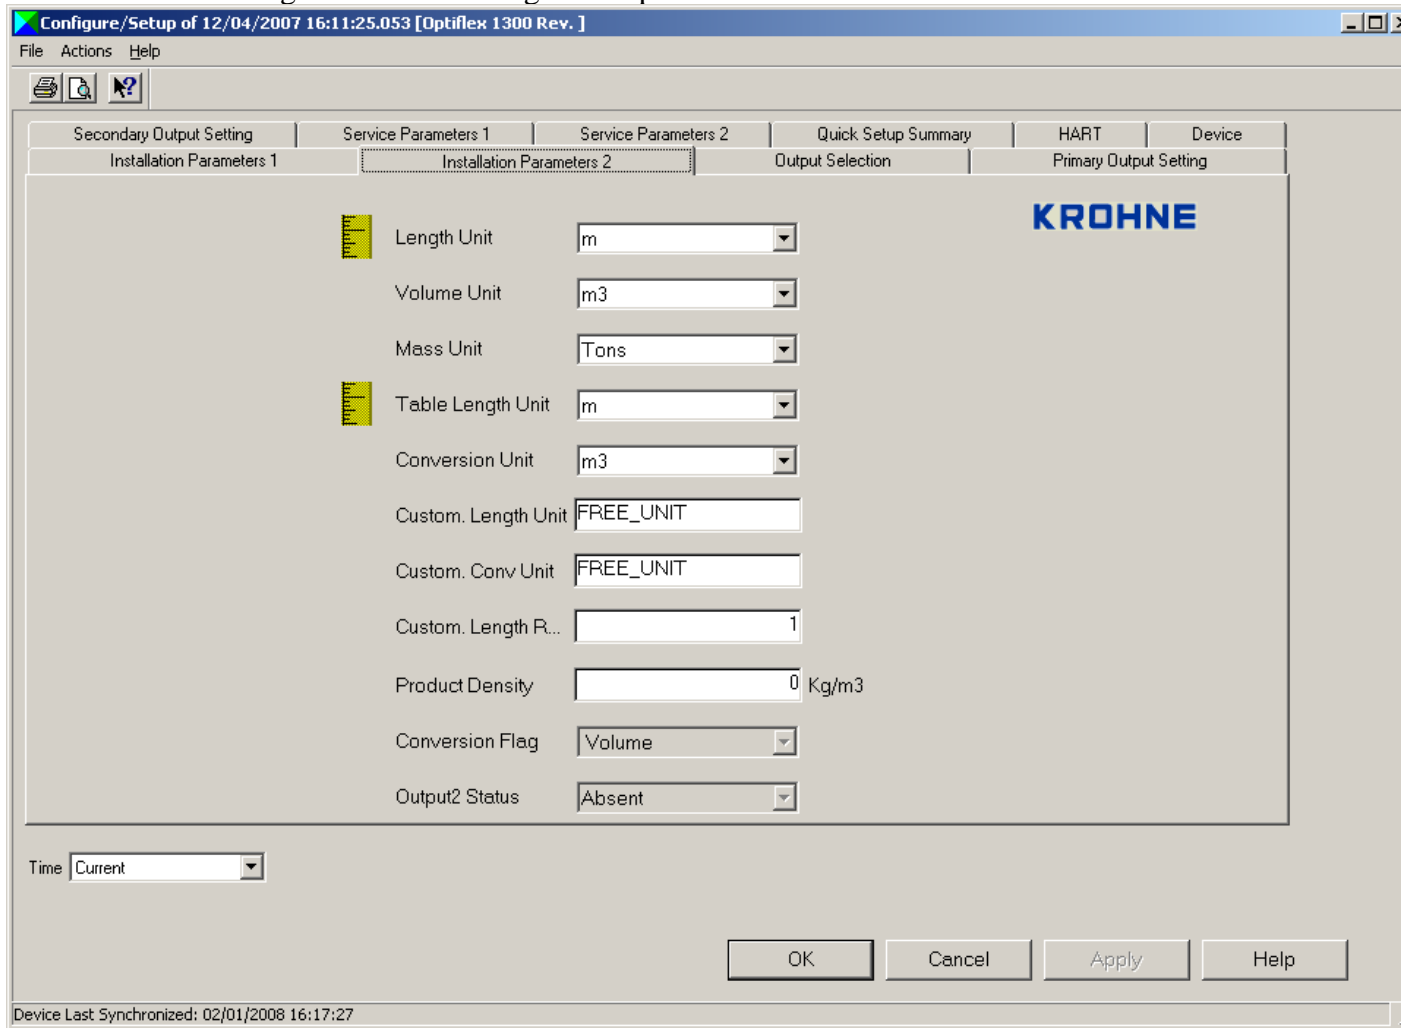 Configure/Setup of 12/04/2007 16:11:25.053 [Optiflex 1300 Rev. ]
File Actions Help
Secondary Output Setting Service Parameters 1 Service Parameters 2 Quick Setup Summary HART Device
Installation Parameters 1 Installation Parameters 2 Output Selection Primary Output Setting
KROHNE
Length Unit m
Volume Unit m3
Mass Unit Tons
Table Length Unit m
Conversion Unit m3
Custom. Length Unit FREE_UNIT
Custom. Conv Unit FREE_UNIT
Custom. Length R... 1
Product Density 0 Kg/m3
Conversion Flag Volume
Output2 Status Absent
Time Current
OK Cancel Apply Help
Device Last Synchronized: 02/01/2008 16:17:27